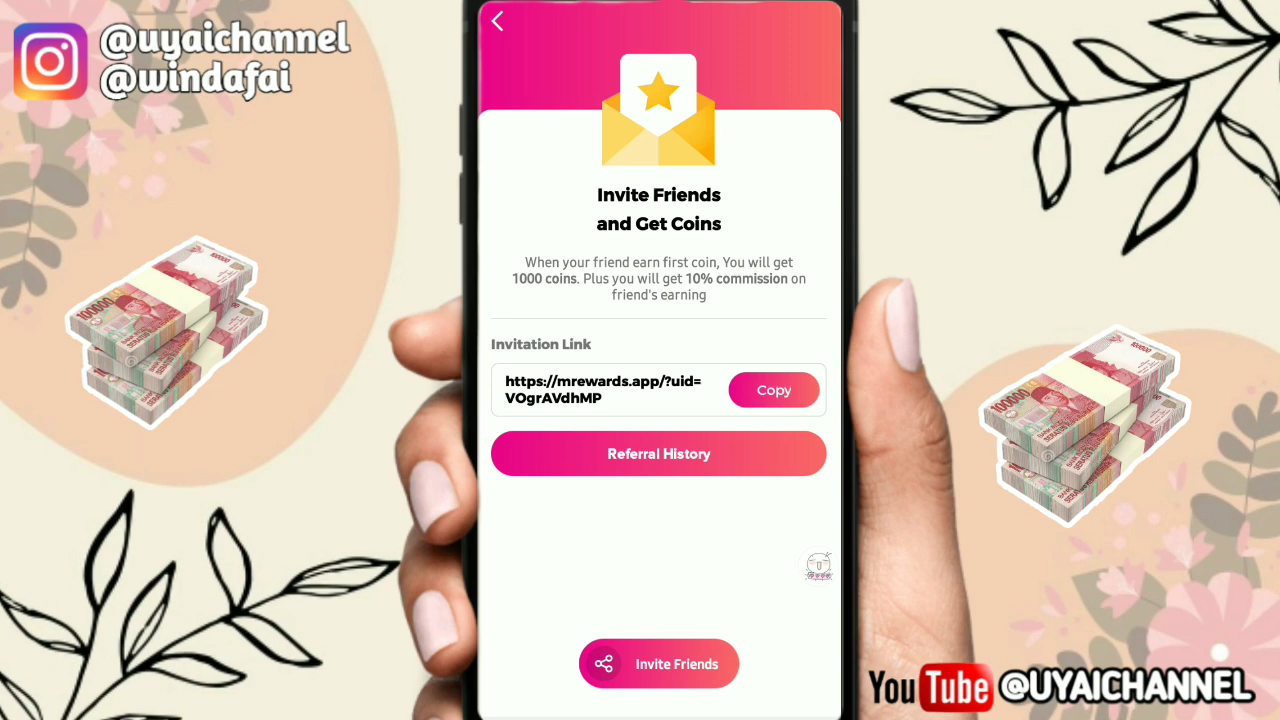 @uyaichannel
@windafai
Invite Friends
and Get Coins
When your friend earn first coin, You will get
1000 coins. Plus you will get 10% commission on
friend's earning
Invitation Link
https://mrewards.app/?uid=
VOgrAVdhMP
Copy
Referral History
Invite Friends
100000
100000
YouTube @UYAICHANNEL